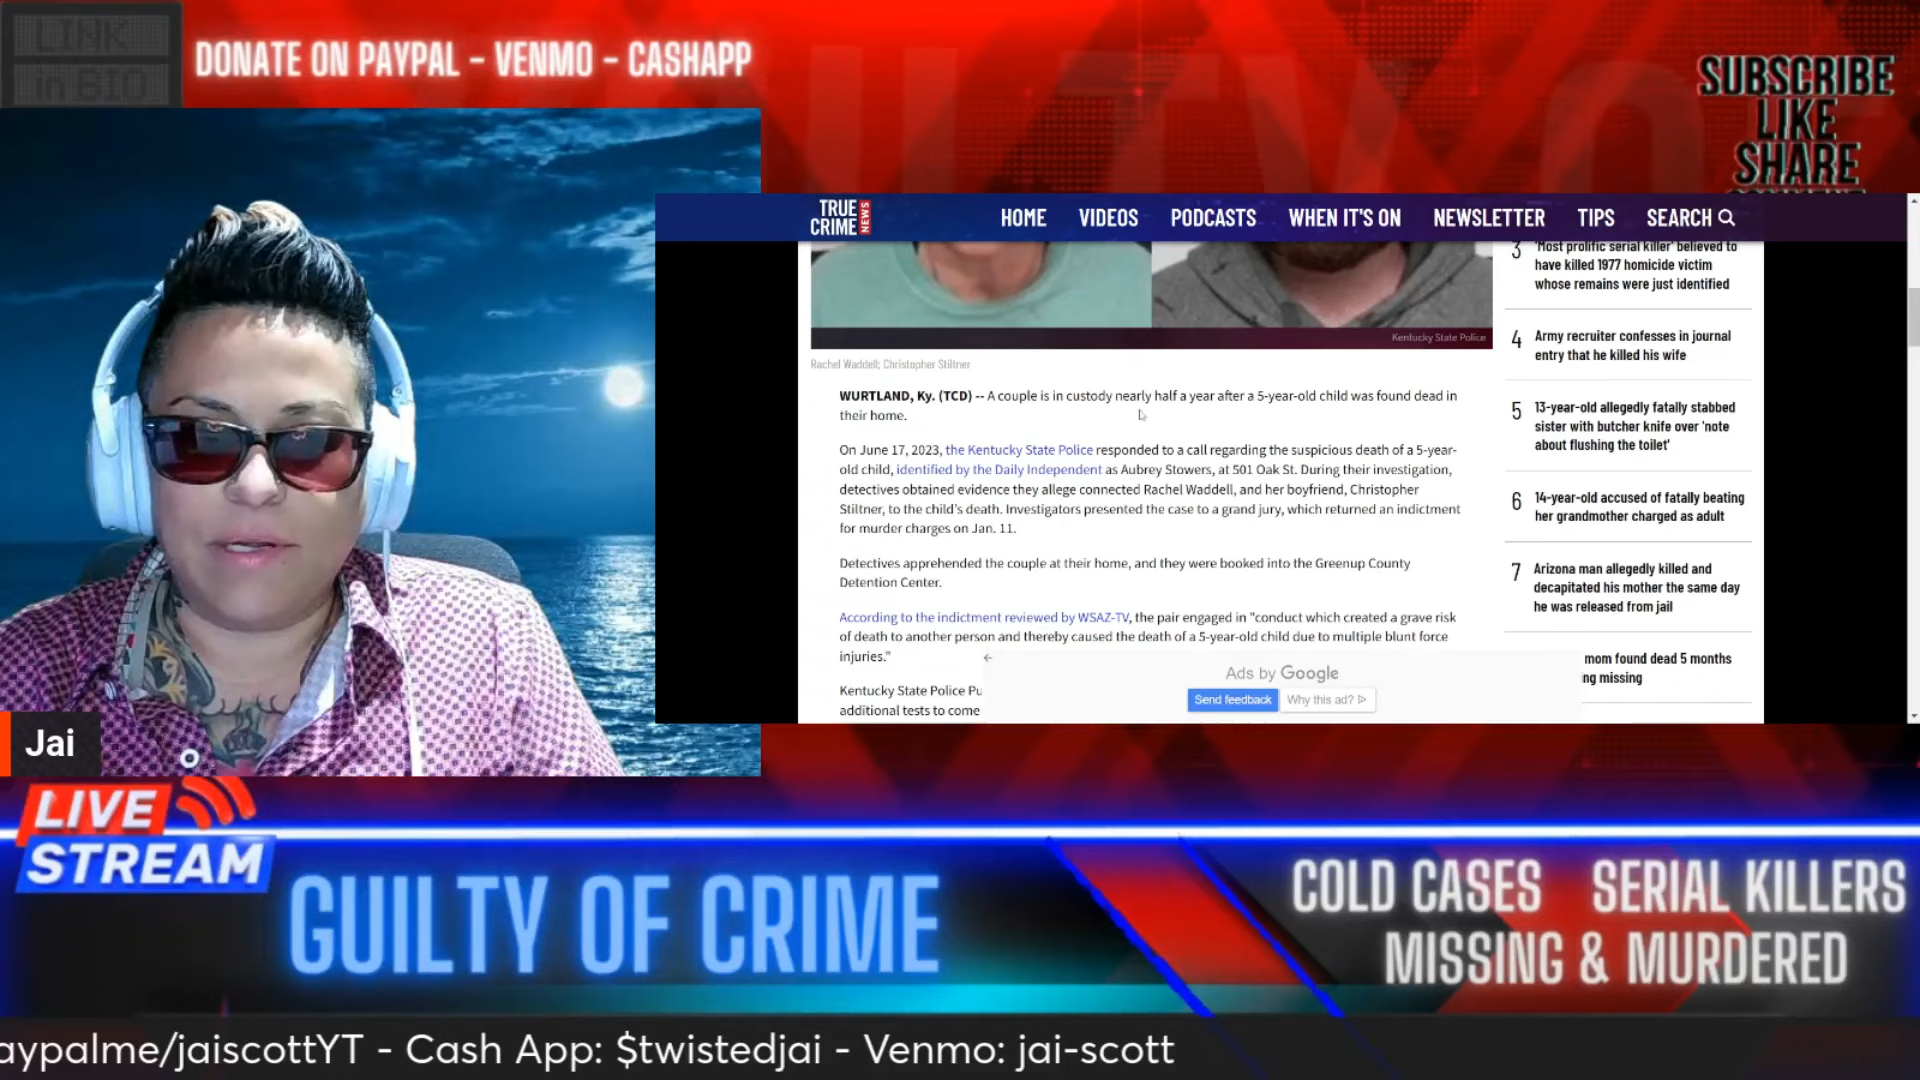 LINK
in BIO
DONATE ON PAYPAL - VENMO - CASHAPP
SUBSCRIBE
LIKE
SHARE
TRUE
CRIME
NEWS
HOME VIDEOS PODCASTS WHEN IT'S ON NEWSLETTER TIPS SEARCH
Kentucky State Police
Rachel Waddell; Christopher Stiltner
WURTLAND, Ky. (TCD) -- A couple is in custody nearly half a year after a 5-year-old child was found dead in
their home.
On June 17, 2023, the Kentucky State Police responded to a call regarding the suspicious death of a 5-year-
old child, identified by the Daily Independent as Aubrey Stowers, at 501 Oak St. During their investigation,
detectives obtained evidence they allege connected Rachel Waddell, and her boyfriend, Christopher
Stiltner, to the child's death. Investigators presented the case to a grand jury, which returned an indictment
for murder charges on Jan. 11.
Detectives apprehended the couple at their home, and they were booked into the Greenup County
Detention Center.
According to the indictment reviewed by WSAZ-TV, the pair engaged in "conduct which created a grave risk
of death to another person and thereby caused the death of a 5-year-old child due to multiple blunt force
injuries."
Kentucky State Police Pu
additional tests to come
Ads by Google
Send feedback
Why this ad?
3 'Most prolific serial killer' believed to
have killed 1977 homicide victim
whose remains were just identified
4 Army recruiter confesses in journal
entry that he killed his wife
5 13-year-old allegedly fatally stabbed
sister with butcher knife over 'note
about flushing the toilet'
6 14-year-old accused of fatally beating
her grandmother charged as adult
7 Arizona man allegedly killed and
decapitated his mother the same day
he was released from jail
mom found dead 5 months
ng missing
Jai
LIVE
STREAM
GUILTY OF CRIME
COLD CASES SERIAL KILLERS
MISSING & MURDERED
aypalme/jaiscottYT - Cash App: $twistedjai - Venmo: jai-scott